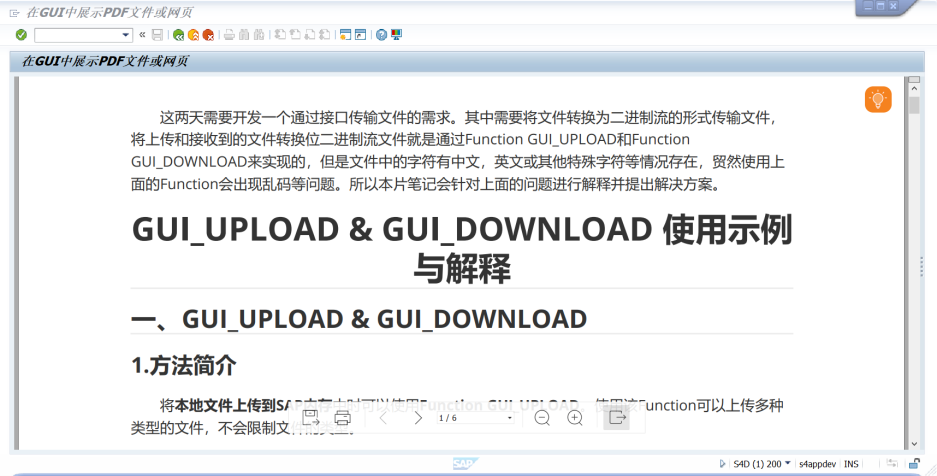 在GUI中展示PDF文件或网页
在GUI中展示PDF文件或网页
这两天需要开发一个通过接口传输文件的需求。其中需要将文件转换为二进制流的形式传输文件，
将上传和接收到的文件转换位二进制流文件就是通过Function GUI_UPLOAD和Function
GUI_DOWNLOAD来实现的，但是文件中的字符有中文，英文或其他特殊字符等情况存在，贸然使用上
面的Function会出现乱码等问题。所以本片笔记会针对上面的问题进行解释并提出解决方案。
GUI_UPLOAD & GUI_DOWNLOAD 使用示例
与解释
一、GUI_UPLOAD & GUI_DOWNLOAD
1.方法简介
将本地文件上传到SAP内存中时可以使用Function GUI_UPLOAD，使用该Function可以上传多种
类型的文件，不会限制文件的类型。
1 / 6
SAP
S4D (1) 200
s4appdev
INS